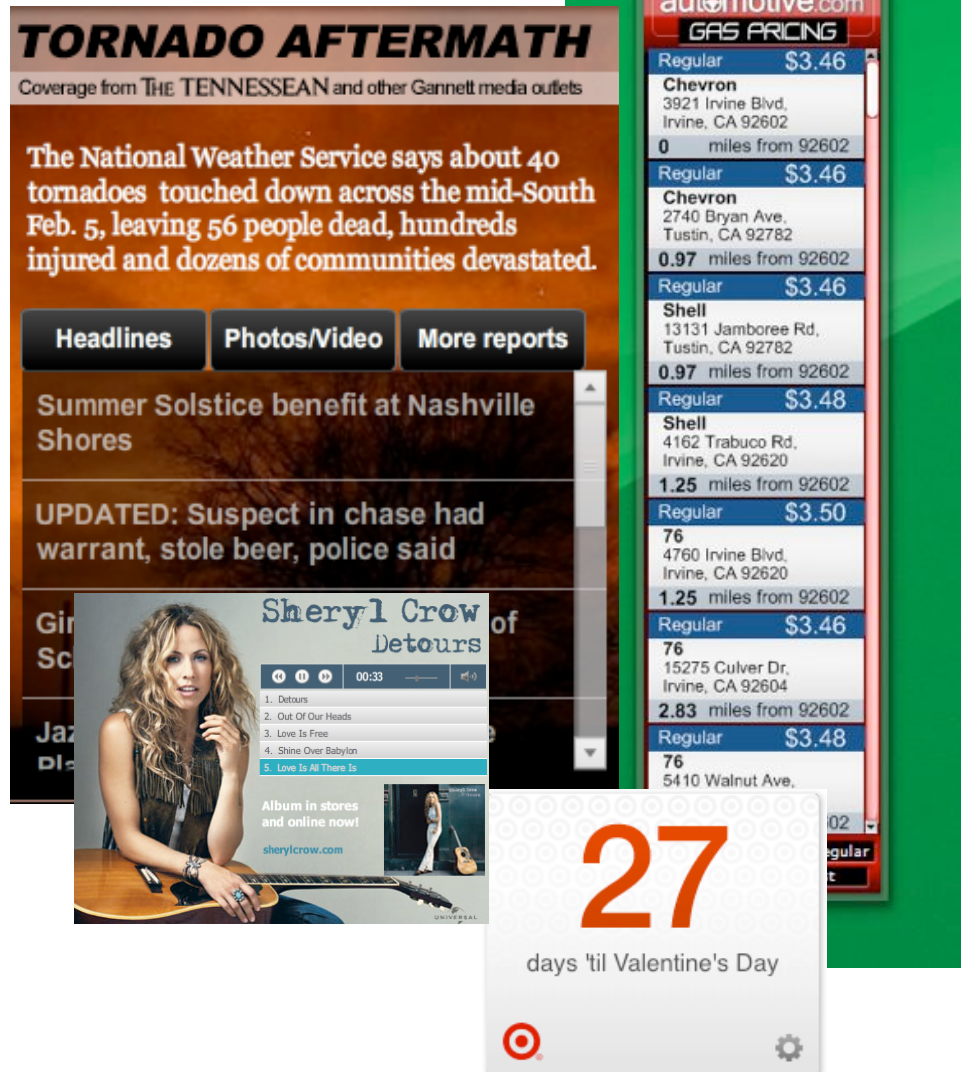 TORNADO AFTERMATH
Coverage from THE TENNESSEAN and other Gannett media outlets
The National Weather Service says about 40
tornadoes touched down across the mid-South
Feb. 5, leaving 56 people dead, hundreds
injured and dozens of communities devastated.
Headlines
Photos/Video
More reports
Summer Solstice benefit at Nashville
Shores
UPDATED: Suspect in chase had
warrant, stole beer, police said
of
Sheryl Crow
Detours
00:33
1. Detours
2. Out Of Our Heads
3. Love Is Free
4. Shine Over Babylon
5. Love Is All There Is
Album in stores
and online now!
sherylcrow.com
UNIVERSAL
automotive.com
GAS PRICING
Regular $3.46
Chevron
3921 Irvine Blvd,
Irvine, CA 92602
0 miles from 92602
Regular $3.46
Chevron
2740 Bryan Ave,
Tustin, CA 92782
0.97 miles from 92602
Regular $3.46
Shell
13131 Jamboree Rd,
Tustin, CA 92782
0.97 miles from 92602
Regular $3.48
Shell
4162 Trabuco Rd,
Irvine, CA 92620
1.25 miles from 92602
Regular $3.50
76
4760 Irvine Blvd,
Irvine, CA 92620
1.25 miles from 92602
Regular $3.46
76
15275 Culver Dr,
Irvine, CA 92604
2.83 miles from 92602
Regular $3.48
76
5410 Walnut Ave,
27
days 'til Valentine's Day